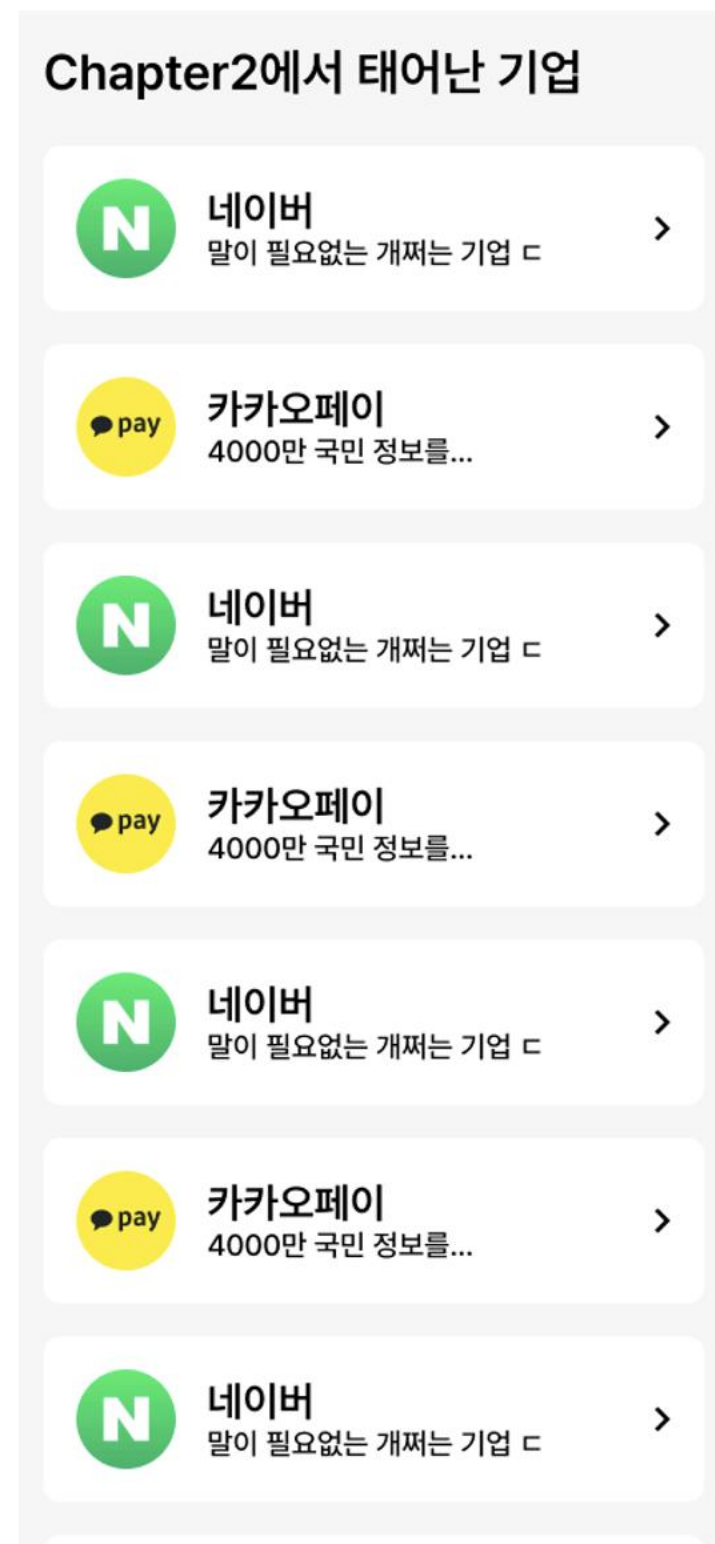 Chapter2에서 태어난 기업
N
네이버
말이 필요없는 개쩌는 기업 ㄷ
pay
카카오페이
4000만 국민 정보를...
N
네이버
말이 필요없는 개쩌는 기업 ㄷ
pay
카카오페이
4000만 국민 정보를...
N
네이버
말이 필요없는 개쩌는 기업 ㄷ
pay
카카오페이
4000만 국민 정보를...
N
네이버
말이 필요없는 개쩌는 기업 ㄷ